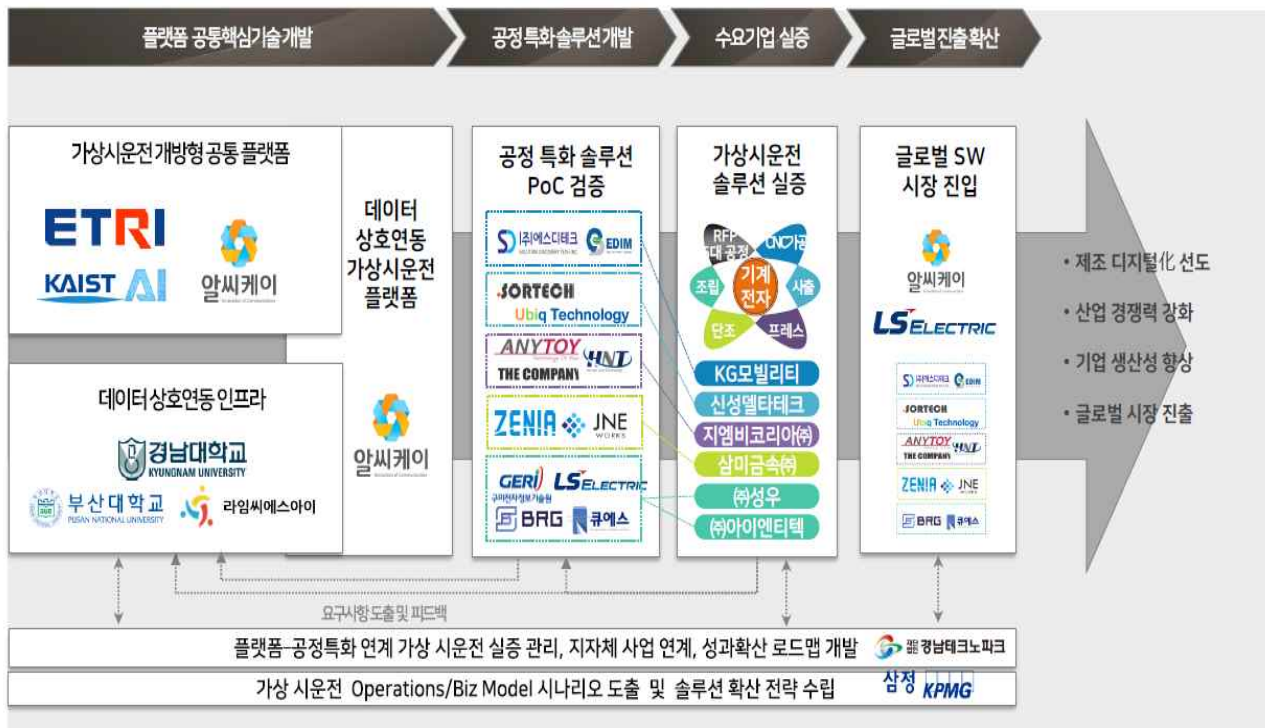 플랫폼 공통핵심기술 개발
공정 특화 솔루션 개발
수요기업 실증
글로벌 진출 확산
가상시운전 개방형 공통 플랫폼
ETRI
KAIST AI
알씨케이
데이터 상호연동 인프라
경남대학교
KYUNGNAM UNIVERSITY
부산대학교
PUSAN NATIONAL UNIVERSITY
라임씨에스아이
데이터
상호연동
가상시운전
플랫폼
알씨케이
공정 특화 솔루션
PoC 검증
(주)에스디테크
EDIM
SORTECH
Ubiq Technology
ANYTOY
HNT
THE COMPANY
ZENIA
JNE
WORKS
GERI
구미전자정보기술원
LS ELECTRIC
BRG
큐에스
가상시운전
솔루션 실증
RFP
대 공정
CNC가공
조립
기계
전자
사출
단조
프레스
KG모빌리티
신성델타테크
지엠비코리아㈜
삼미금속㈜
㈜성우
㈜아이엔티텍
글로벌 SW
시장 진입
알씨케이
LS ELECTRIC
(주)에스디테크
EDIM
SORTECH
Ubiq Technology
ANYTOY
HNT
THE COMPANY
ZENIA
JNE
WORKS
BRG
큐에스
• 제조 디지털化 선도
• 산업 경쟁력 강화
• 기업 생산성 향상
• 글로벌 시장 진출
요구사항 도출 및 피드백
플랫폼–공정특화 연계 가상 시운전 실증 관리, 지자체 사업 연계, 성과확산 로드맵 개발
경남테크노파크
가상 시운전 Operations/Biz Model 시나리오 도출 및 솔루션 확산 전략 수립
삼정 KPMG